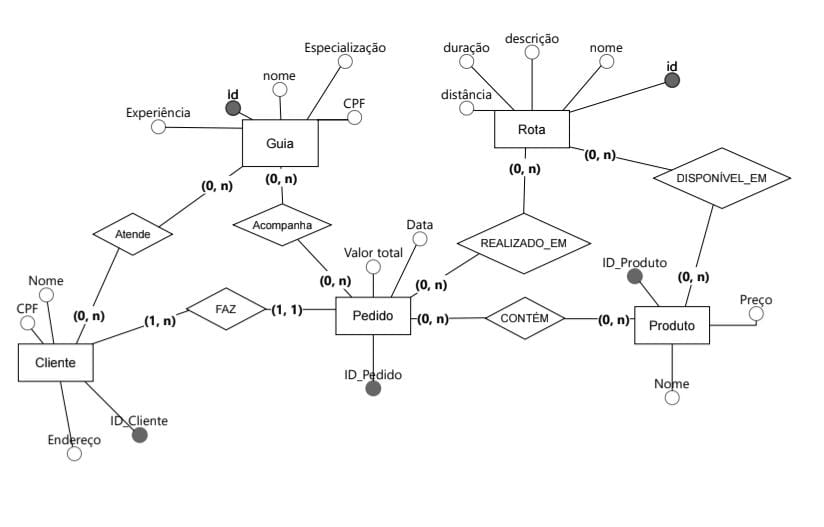 Especialização
duração
descrição
nome
nome
id
id
distância
CPF
Experiência
Guia
Rota
(0, n)
(0, n)
(0, n)
(0, n)
DISPONÍVEL_EM
Atende
Acompanha
Data
REALIZADO_EM
Valor total
ID_Produto
Nome
(0, n)
(0, n)
(0, n)
CPF
(0, n)
FAZ
(1, 1)
Pedido
(0, n)
CONTÉM
(0, n)
Produto
Preço
(1, n)
Cliente
ID_Pedido
Nome
ID_Cliente
Endereço